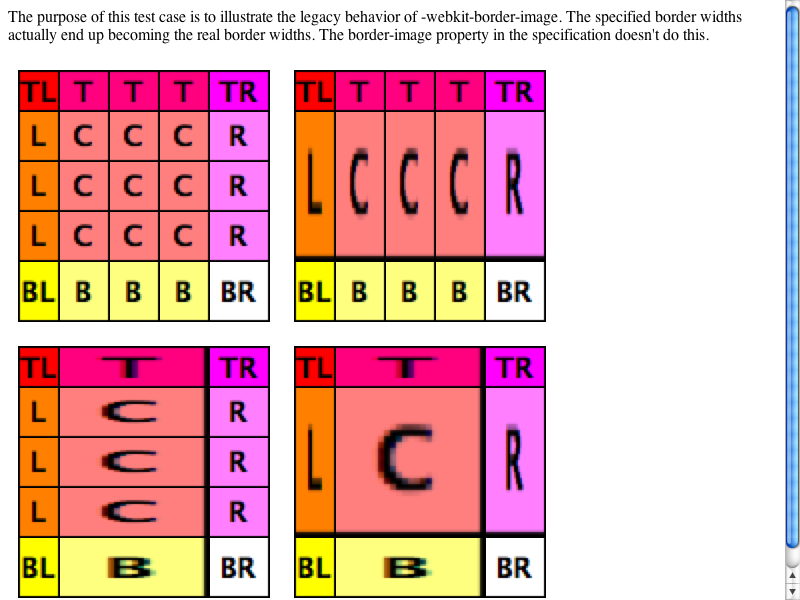 The purpose of this test case is to illustrate the legacy behavior of -webkit-border-image. The specified border widths
actually end up becoming the real border widths. The border-image property in the specification doesn't do this.
TL T T T TR TL T T T TR
L C C C R L C C C R
L C C C R
L C C C R
BL B B B BR BL B B B BR
TL T TR TL T TR
L C R L C R
L C R
L C R
BL B BR BL B BR